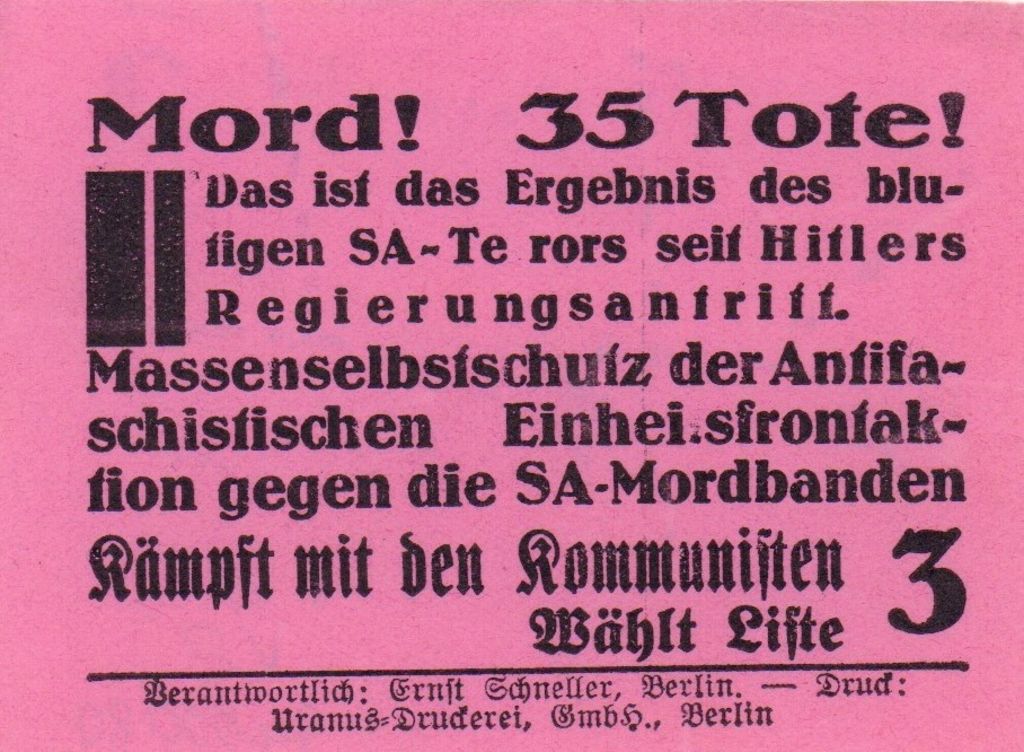 Mord! 35 Tote!
Das ist das Ergebnis des blu-
tigen SA-Te rors seit Hitlers
Regierungsantritt.
Massenselbstschutz der Antifa-
schistischen Einhei.sfrontak-
tion gegen die SA-Mordbanden
Kämpft mit den Kommunisten
Wählt Liste 3
Verantwortlich: Ernst Schneller, Berlin. — Druck:
Uranus-Druckerei, GmbH., Berlin